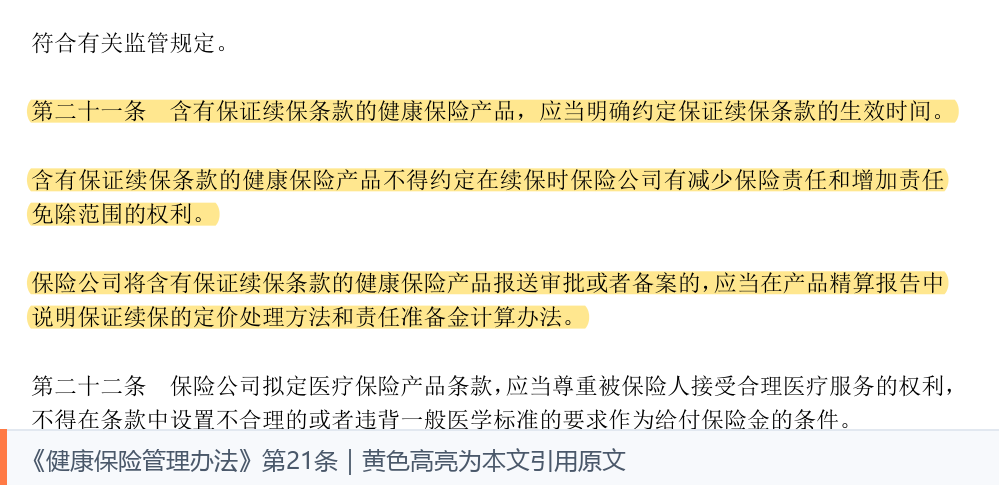 符合有关监管规定。
第二十一条　含有保证续保条款的健康保险产品，应当明确约定保证续保条款的生效时间。
含有保证续保条款的健康保险产品不得约定在续保时保险公司有减少保险责任和增加责任
免除范围的权利。
保险公司将含有保证续保条款的健康保险产品报送审批或者备案的，应当在产品精算报告中
说明保证续保的定价处理方法和责任准备金计算办法。
第二十二条　保险公司拟定医疗保险产品条款，应当尊重被保险人接受合理医疗服务的权利，
不得在条款中设置不合理的或者违背一般医学标准的要求作为给付保险金的条件。
《健康保险管理办法》第21条｜黄色高亮为本文引用原文